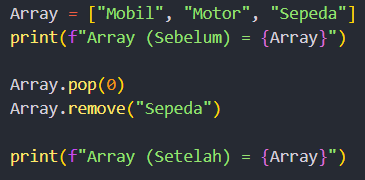 Array = ["Mobil", "Motor", "Sepeda"]
print(f"Array (Sebelum) = {Array}")
Array.pop(0)
Array.remove("Sepeda")
print(f"Array (Setelah) = {Array}")